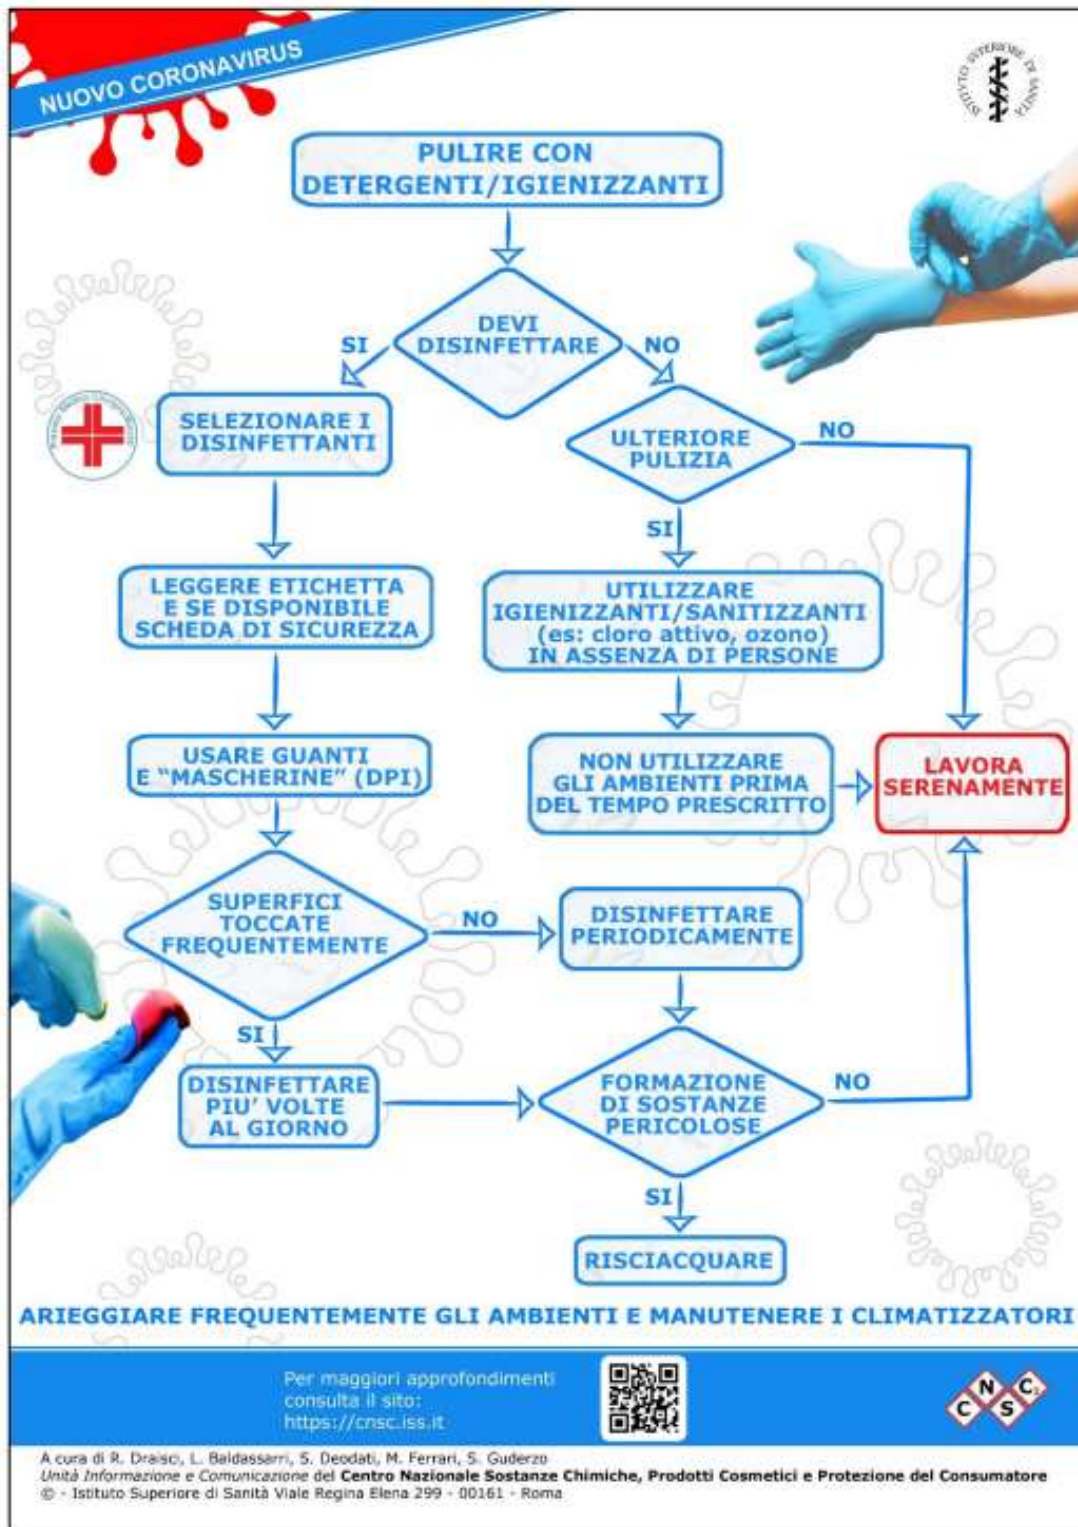 NUOVO CORONAVIRUS
ISTITUTO SUPERIORE DI SANITÀ
PULIRE CON
DETERGENTI/IGIENIZZANTI
DEVI
DISINFETTARE
SI
NO
SELEZIONARE I
DISINFETTANTI
ULTERIORE
PULIZIA
NO
SI
LEGGERE ETICHETTA
E SE DISPONIBILE
SCHEDA DI SICUREZZA
UTILIZZARE
IGIENIZZANTI/SANITIZZANTI
(es: cloro attivo, ozono)
IN ASSENZA DI PERSONE
USARE GUANTI
E “MASCHERINE” (DPI)
NON UTILIZZARE
GLI AMBIENTI PRIMA
DEL TEMPO PRESCRITTO
LAVORA
SERENAMENTE
SUPERFICI
TOCCATE
FREQUENTEMENTE
NO
DISINFETTARE
PERIODICAMENTE
SI
DISINFETTARE
PIU’ VOLTE
AL GIORNO
FORMAZIONE
DI SOSTANZE
PERICOLOSE
NO
SI
RISCIACQUARE
ARIEGGIARE FREQUENTEMENTE GLI AMBIENTI E MANUTENERE I CLIMATIZZATORI
Per maggiori approfondimenti
consulta il sito:
https://cnsc.iss.it
C N S C
A cura di R. Draisci, L. Baldassarri, S. Deodati, M. Ferrari, S. Guderzo
Unità Informazione e Comunicazione del Centro Nazionale Sostanze Chimiche, Prodotti Cosmetici e Protezione del Consumatore
© - Istituto Superiore di Sanità Viale Regina Elena 299 - 00161 - Roma